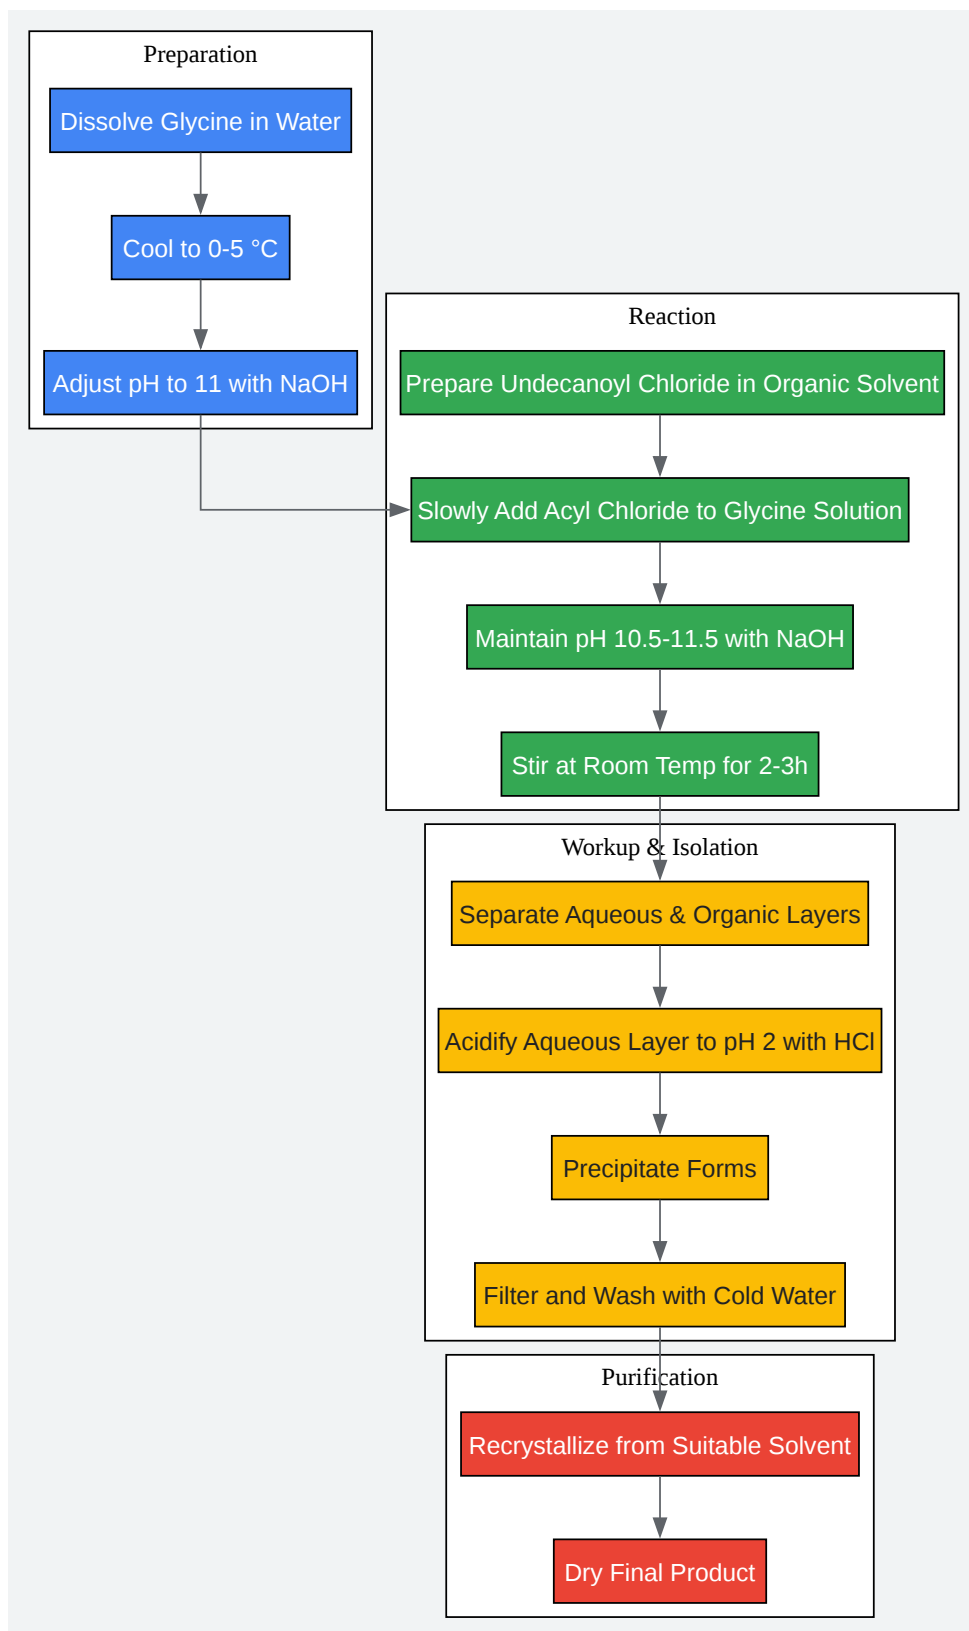 Preparation
Dissolve Glycine in Water
Cool to 0-5 °C
Adjust pH to 11 with NaOH
Reaction
Prepare Undecanoyl Chloride in Organic Solvent
Slowly Add Acyl Chloride to Glycine Solution
Maintain pH 10.5-11.5 with NaOH
Stir at Room Temp for 2-3h
Workup & Isolation
Separate Aqueous & Organic Layers
Acidify Aqueous Layer to pH 2 with HCl
Precipitate Forms
Filter and Wash with Cold Water
Purification
Recrystallize from Suitable Solvent
Dry Final Product